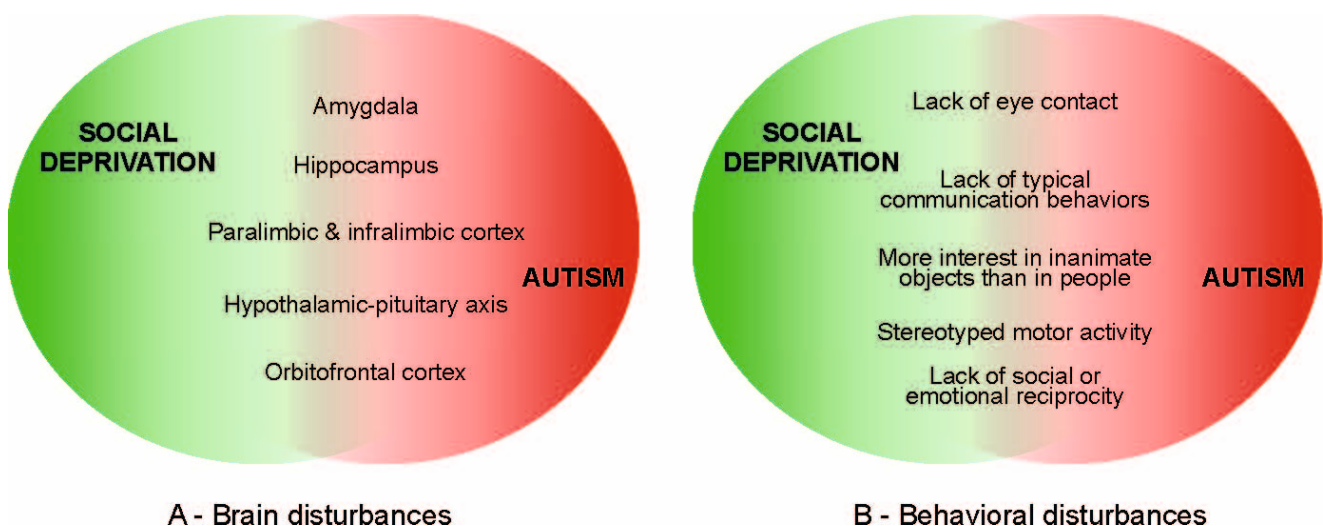 Amygdala
SOCIAL
DEPRIVATION
Hippocampus
Paralimbic & infralimbic cortex
AUTISM
Hypothalamic-pituitary axis
Orbitofrontal cortex
A - Brain disturbances
Lack of eye contact
SOCIAL
DEPRIVATION
Lack of typical
communication behaviors
More interest in inanimate
objects than in people
AUTISM
Stereotyped motor activity
Lack of social or
emotional reciprocity
B - Behavioral disturbances